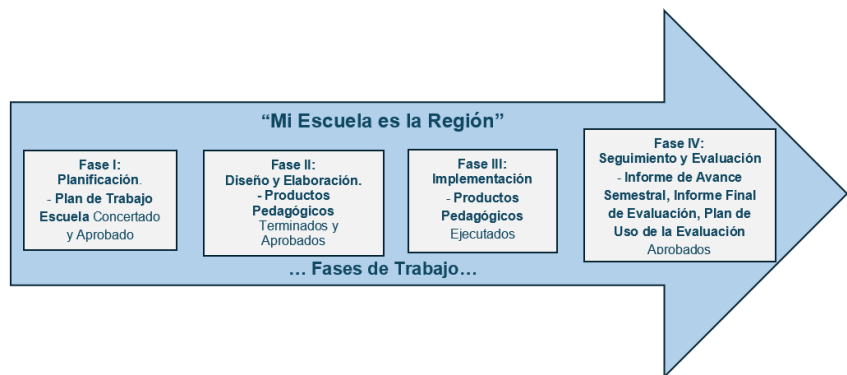 “Mi Escuela es la Región”
Fase I:
Planificación.
- Plan de Trabajo
Escuela Concertado
y Aprobado
Fase II:
Diseño y Elaboración.
- Productos
Pedagógicos
Terminados y
Aprobados
Fase III:
Implementación
- Productos
Pedagógicos
Ejecutados
Fase IV:
Seguimiento y Evaluación
- Informe de Avance
Semestral, Informe Final
de Evaluación, Plan de
Uso de la Evaluación
Aprobados
... Fases de Trabajo...